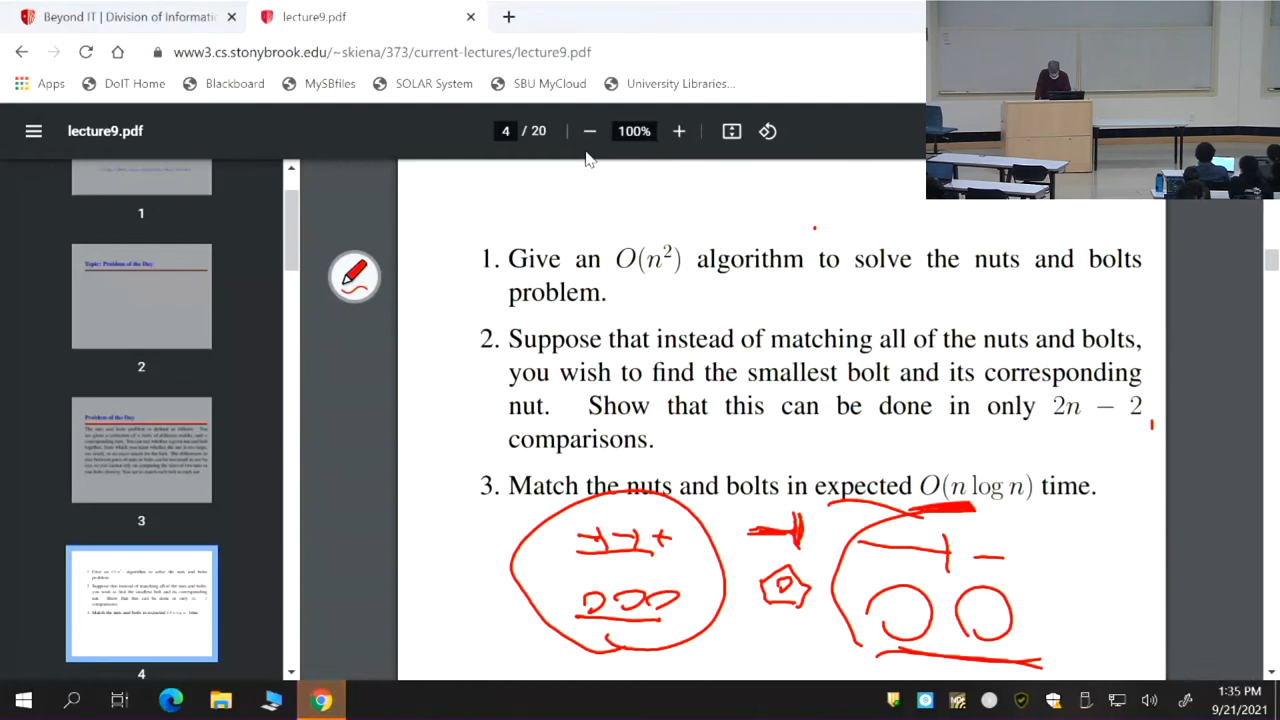 Beyond IT | Division of Informati
lecture9.pdf
www3.cs.stonybrook.edu/~skiena/373/current-lectures/lecture9.pdf
Apps
DoIT Home
Blackboard
MySBfiles
SOLAR System
SBU MyCloud
University Libraries...
lecture9.pdf
4 / 20
100%
1
Topic: Problem of the Day
2
Problem of the Day
3
4
1. Give an O(n²) algorithm to solve the nuts and bolts
problem.
2. Suppose that instead of matching all of the nuts and bolts,
you wish to find the smallest bolt and its corresponding
nut. Show that this can be done in only 2n − 2
comparisons.
3. Match the nuts and bolts in expected O(n log n) time.
1:35 PM
9/21/2021